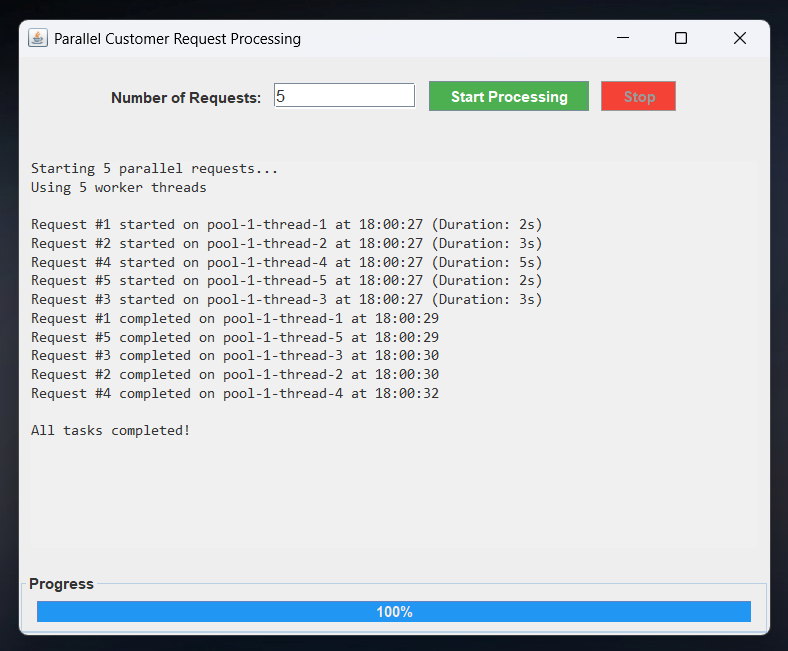 Parallel Customer Request Processing
Number of Requests: 5 Start Processing Stop
Starting 5 parallel requests...
Using 5 worker threads
Request #1 started on pool-1-thread-1 at 18:00:27 (Duration: 2s)
Request #2 started on pool-1-thread-2 at 18:00:27 (Duration: 3s)
Request #4 started on pool-1-thread-4 at 18:00:27 (Duration: 5s)
Request #5 started on pool-1-thread-5 at 18:00:27 (Duration: 2s)
Request #3 started on pool-1-thread-3 at 18:00:27 (Duration: 3s)
Request #1 completed on pool-1-thread-1 at 18:00:29
Request #5 completed on pool-1-thread-5 at 18:00:29
Request #3 completed on pool-1-thread-3 at 18:00:30
Request #2 completed on pool-1-thread-2 at 18:00:30
Request #4 completed on pool-1-thread-4 at 18:00:32
All tasks completed!
Progress
100%